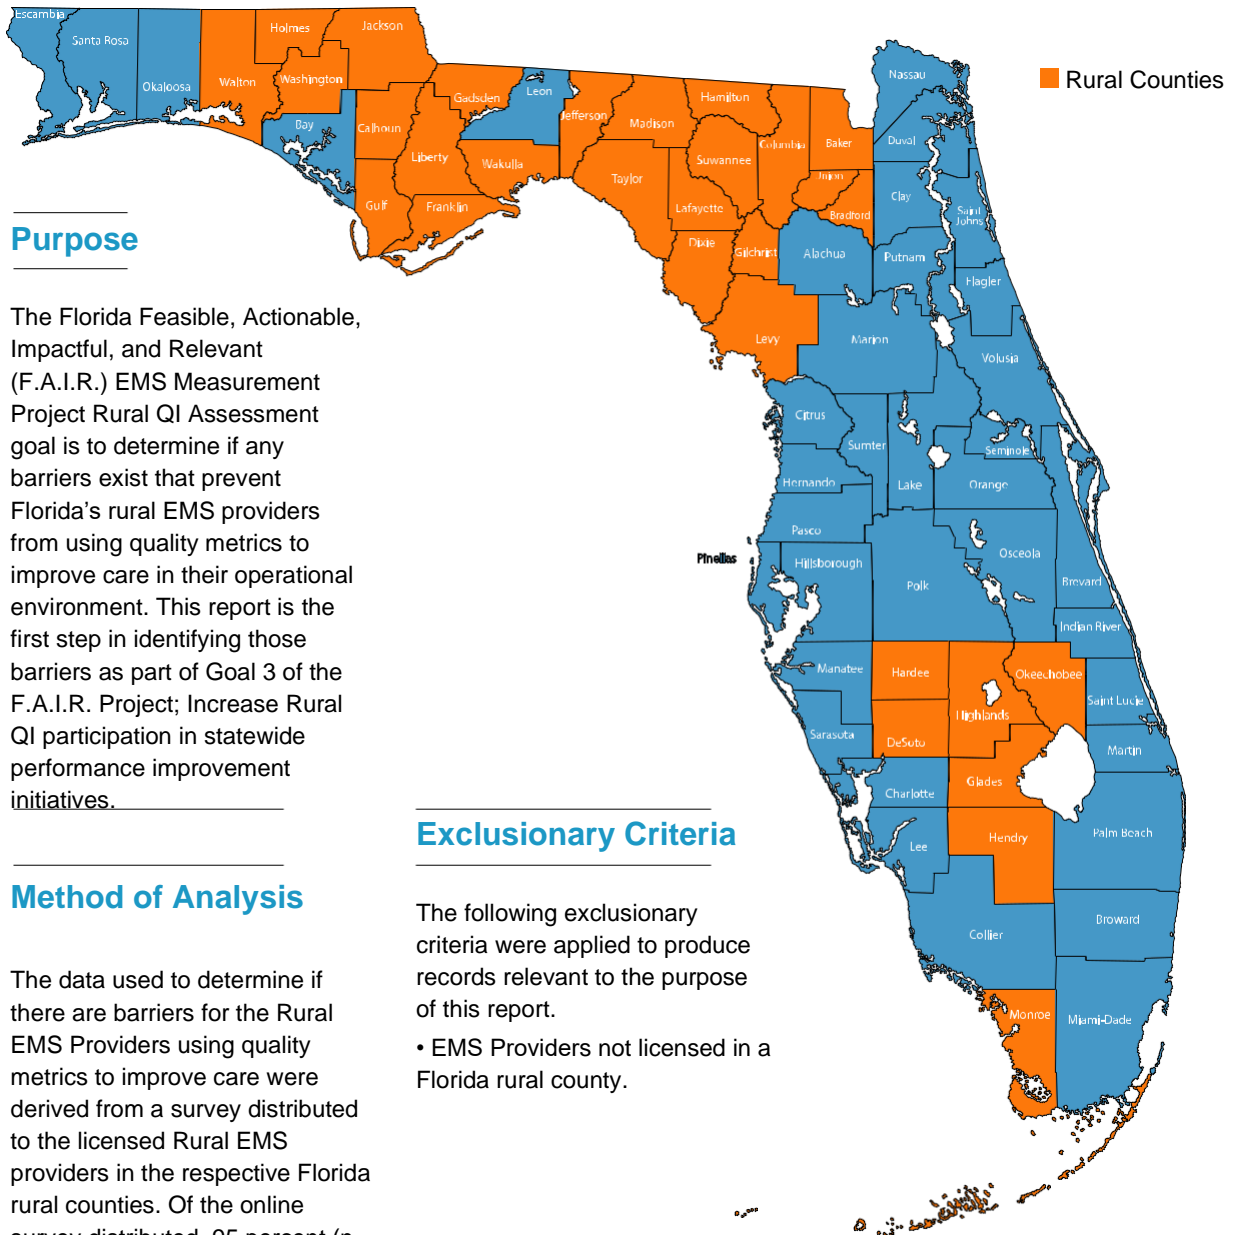 Escambia
Santa Rosa
Okaloosa
Walton
Holmes
Washington
Jackson
Bay
Calhoun
Gulf
Liberty
Franklin
Gadsden
Wakulla
Leon
Jefferson
Madison
Taylor
Hamilton
Suwannee
Lafayette
Dixie
Columbia
Gilchrist
Levy
Baker
Union
Bradford
Alachua
Nassau
Duval
Clay
Saint
Johns
Putnam
Flagler
Marion
Volusia
Citrus
Sumter
Hernando
Lake
Seminole
Orange
Pasco
Pinellas
Hillsborough
Polk
Osceola
Brevard
Indian River
Manatee
Hardee
Highlands
Okeechobee
Saint Lucie
Sarasota
DeSoto
Martin
Charlotte
Glades
Lee
Hendry
Palm Beach
Collier
Broward
Monroe
Miami-Dade
Rural Counties
Purpose
The Florida Feasible, Actionable,
Impactful, and Relevant
(F.A.I.R.) EMS Measurement
Project Rural QI Assessment
goal is to determine if any
barriers exist that prevent
Florida’s rural EMS providers
from using quality metrics to
improve care in their operational
environment. This report is the
first step in identifying those
barriers as part of Goal 3 of the
F.A.I.R. Project; Increase Rural
QI participation in statewide
performance improvement
initiatives.
Method of Analysis
The data used to determine if
there are barriers for the Rural
EMS Providers using quality
metrics to improve care were
derived from a survey distributed
to the licensed Rural EMS
providers in the respective Florida
rural counties. Of the online
survey distributed, 95 percent (n
Exclusionary Criteria
The following exclusionary
criteria were applied to produce
records relevant to the purpose
of this report.
• EMS Providers not licensed in a
Florida rural county.